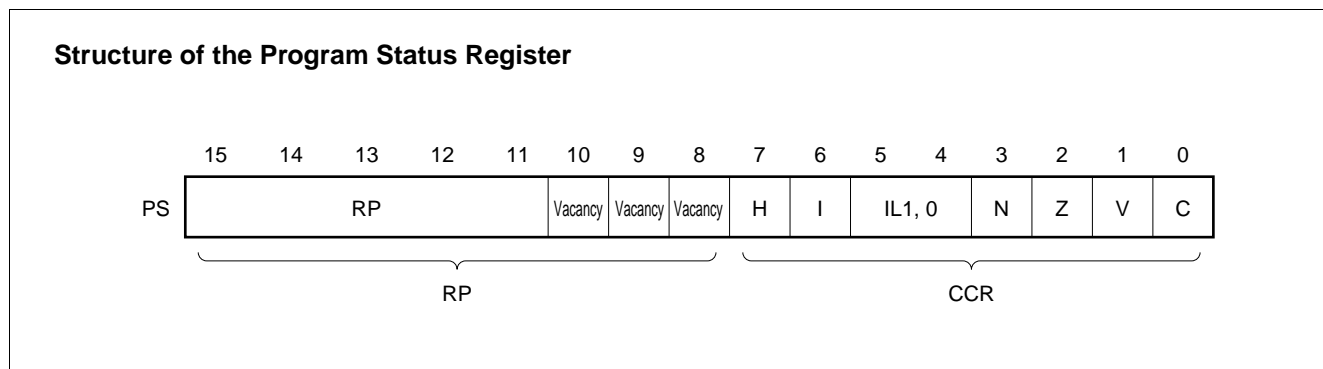 Structure of the Program Status Register
15 14 13 12 11 10 9 8 7 6 5 4 3 2 1 0
PS RP Vacancy Vacancy Vacancy H I IL1, 0 N Z V C
RP CCR